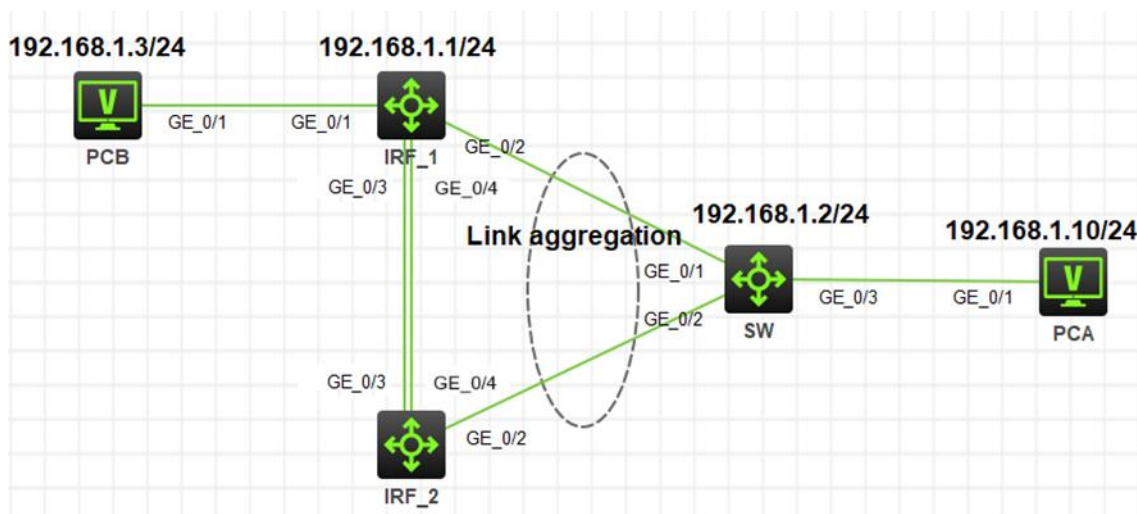 192.168.1.3/24
192.168.1.1/24
V
GE_0/1
GE_0/1
PCB
IRF_1
GE_0/2
GE_0/3
GE_0/4
Link aggregation
192.168.1.2/24
192.168.1.10/24
GE_0/1
GE_0/2
SW
GE_0/3
GE_0/1
V
PCA
GE_0/3
GE_0/4
GE_0/2
IRF_2